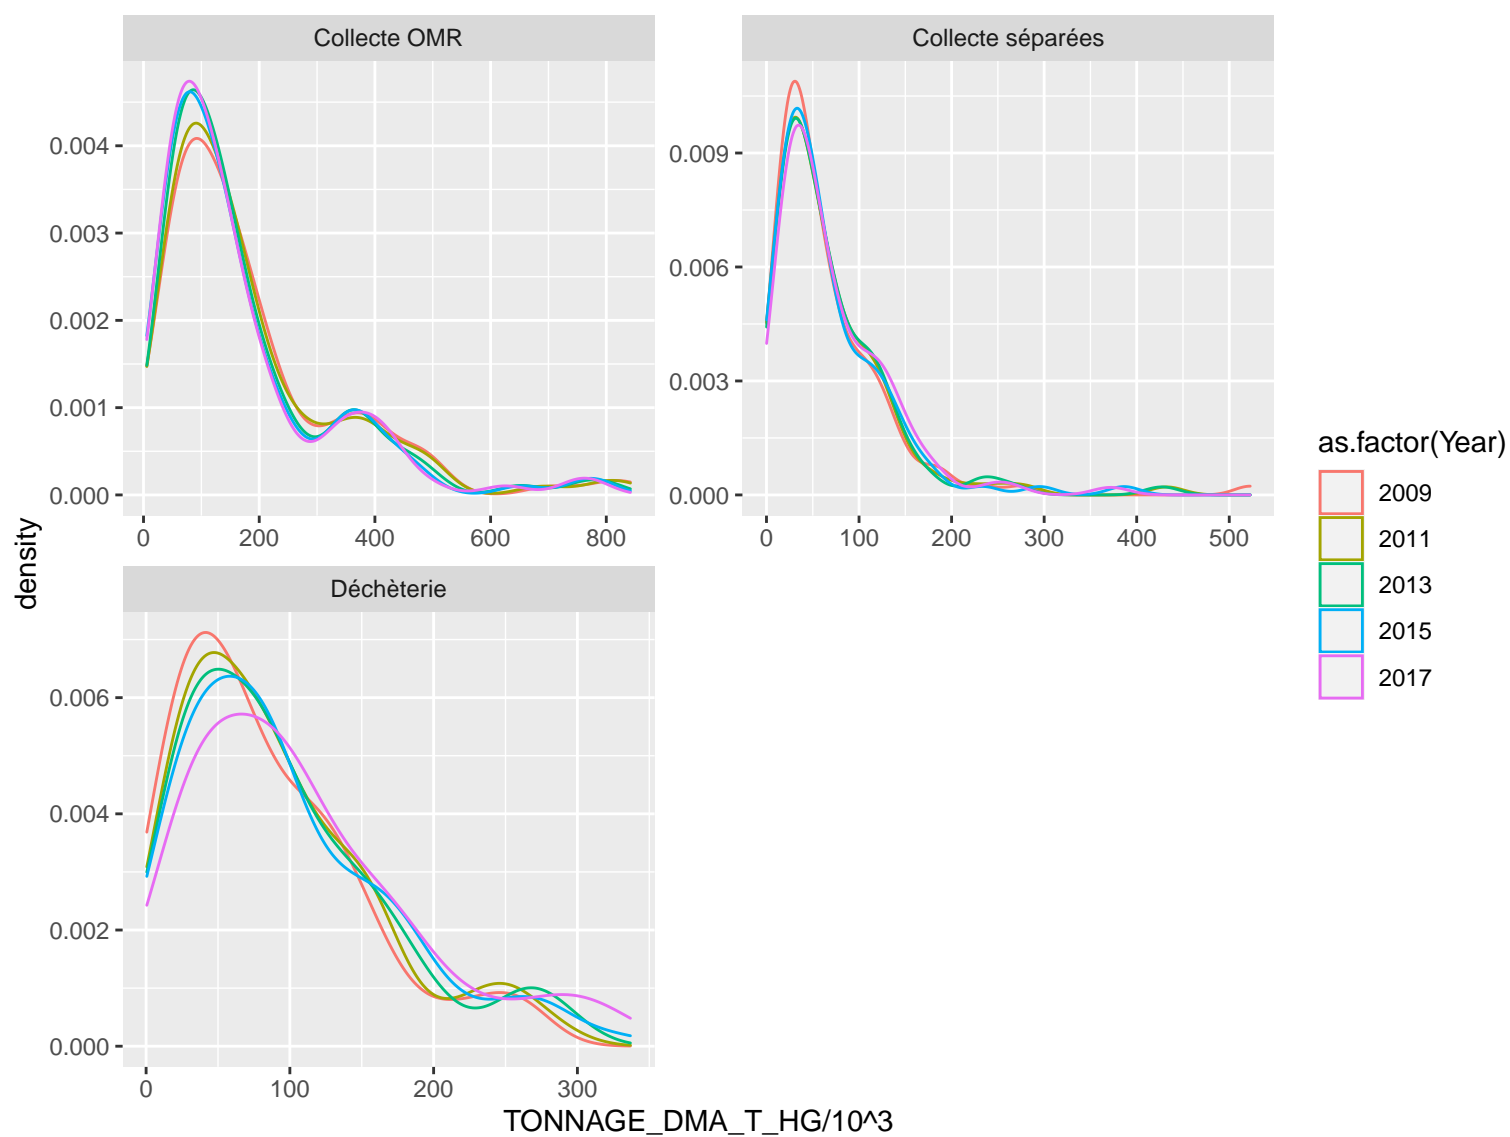 Collecte OMR
Collecte séparées
0.004
0.003
0.002
0.001
0.000
0 200 400 600 800
0.009
0.006
0.003
0.000
0 100 200 300 400 500
Déchèterie
0.006
0.004
0.002
0.000
0 100 200 300
density
TONNAGE_DMA_T_HG/10^3
as.factor(Year)
2009
2011
2013
2015
2017